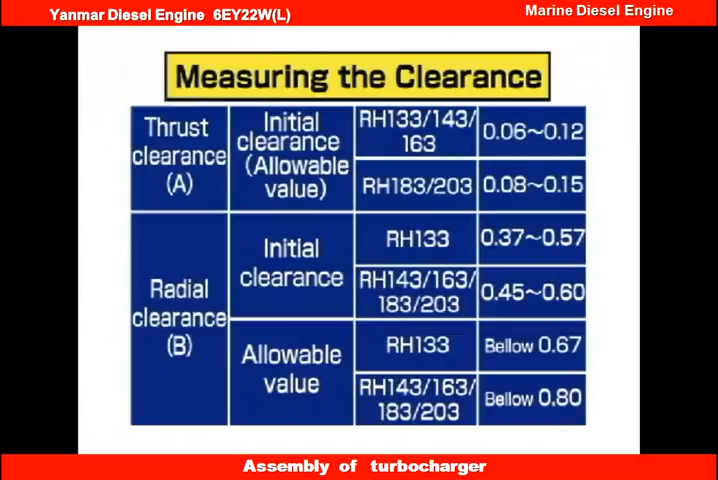 Yanmar Diesel Engine 6EY22W(L)
Marine Diesel Engine
Measuring the Clearance
Thrust
clearance
(A)
Initial
clearance
(Allowable
value)
RH133/143/
163
0.06～0.12
RH183/203
0.08～0.15
Radial
clearance
(B)
Initial
clearance
RH133
0.37～0.57
RH143/163/
183/203
0.45～0.60
Allowable
value
RH133
Bellow 0.67
RH143/163/
183/203
Bellow 0.80
Assembly of turbocharger